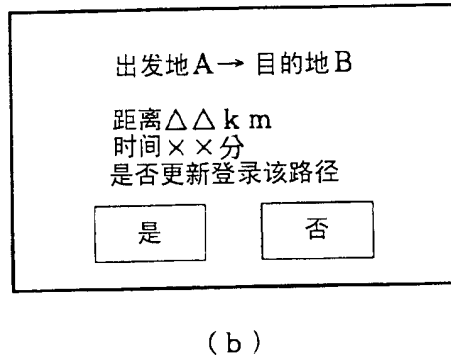 出发地A→目的地B
距离△△km
时间××分
是否更新登录该路径
是 否
(b)